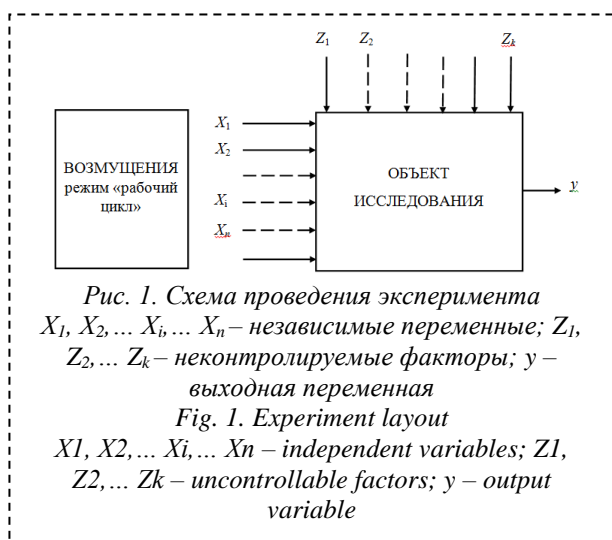 Z1 Z2 Zk
X1
X2
Xi
Xn
ВОЗМУЩЕНИЯ
режим «рабочий
цикл»
ОБЪЕКТ
ИССЛЕДОВАНИЯ
y
Рис. 1. Схема проведения эксперимента
X1, X2,... Xi,... Xn – независимые переменные; Z1,
Z2,... Zk – неконтролируемые факторы; y –
выходная переменная
Fig. 1. Experiment layout
X1, X2,... Xi,... Xn – independent variables; Z1,
Z2,... Zk – uncontrollable factors; y – output
variable